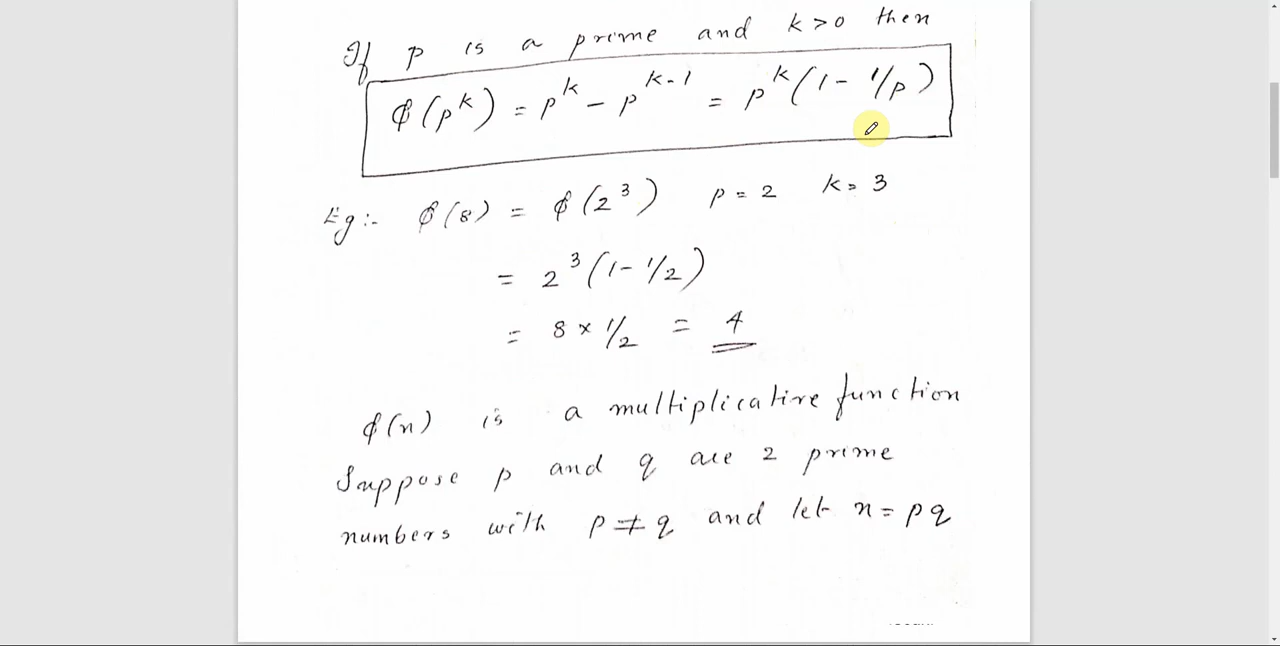 If p is a prime and k > 0 then
ϕ(p^k) = p^k - p^{k-1} = p^k(1 - 1/p)
Eg:- ϕ(8) = ϕ(2^3) p = 2 k = 3
= 2^3(1 - 1/2)
= 8 × 1/2 = 4
ϕ(n) is a multiplicative function
Suppose p and q are 2 prime
numbers with p ≠ q and let n = pq